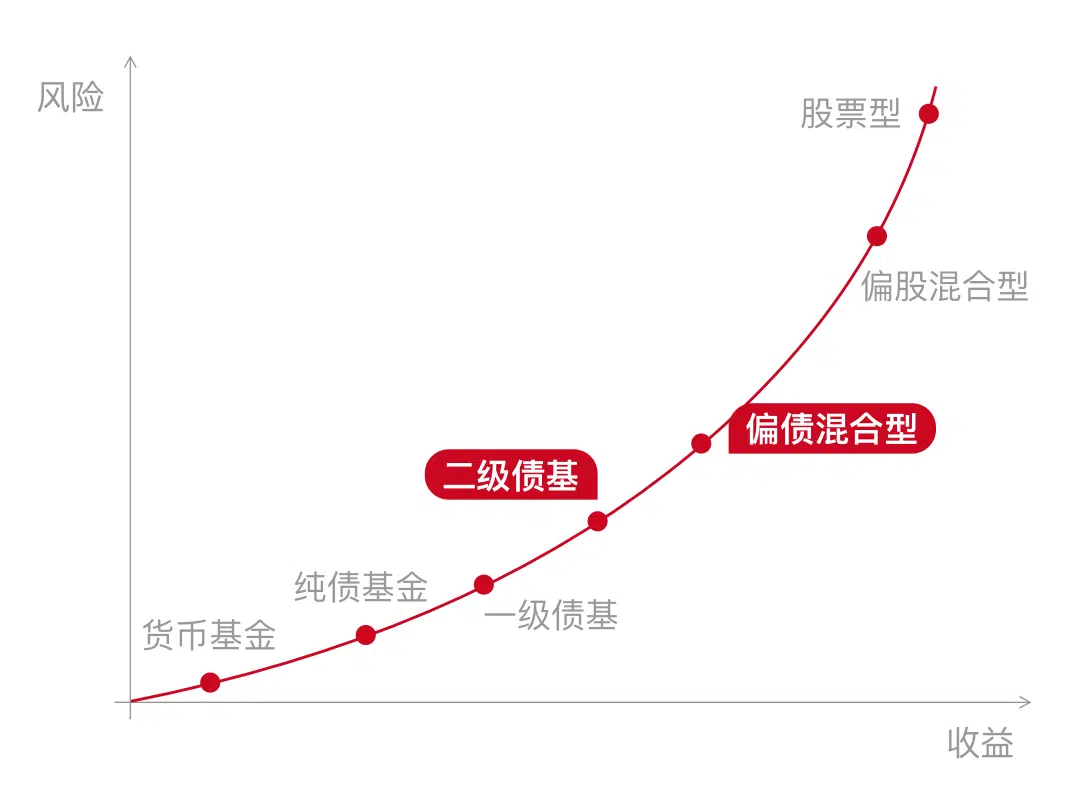 风险
股票型
偏股混合型
偏债混合型
二级债基
纯债基金
一级债基
货币基金
收益